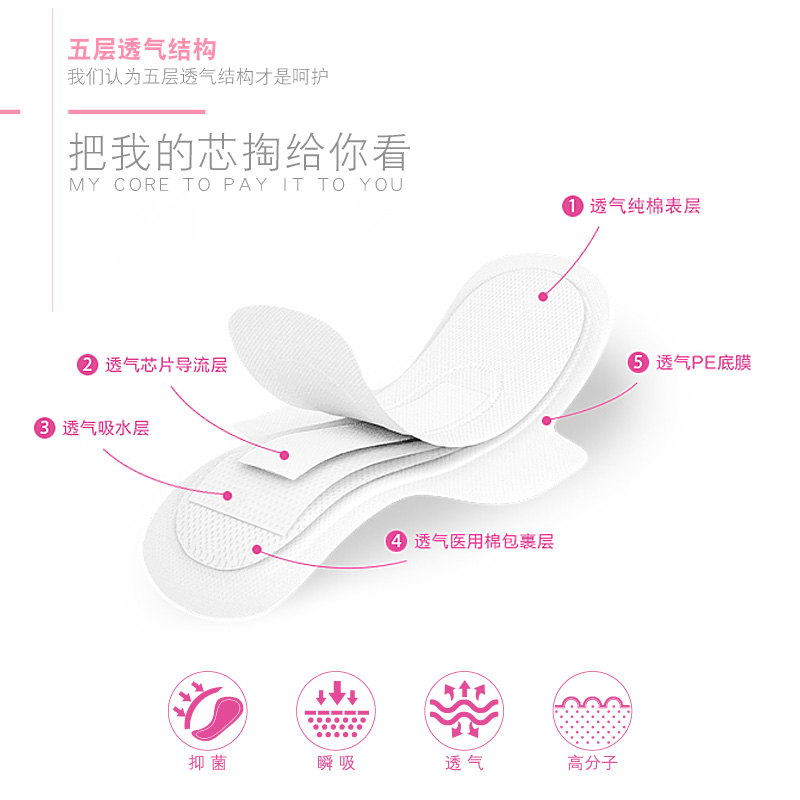 五层透气结构
我们认为五层透气结构才是呵护
把我的芯掏给你看
MY CORE TO PAY IT TO YOU
1 透气纯棉表层
2 透气芯片导流层
5 透气PE底膜
3 透气吸水层
4 透气医用棉包裹层
抑菌
瞬吸
透气
高分子